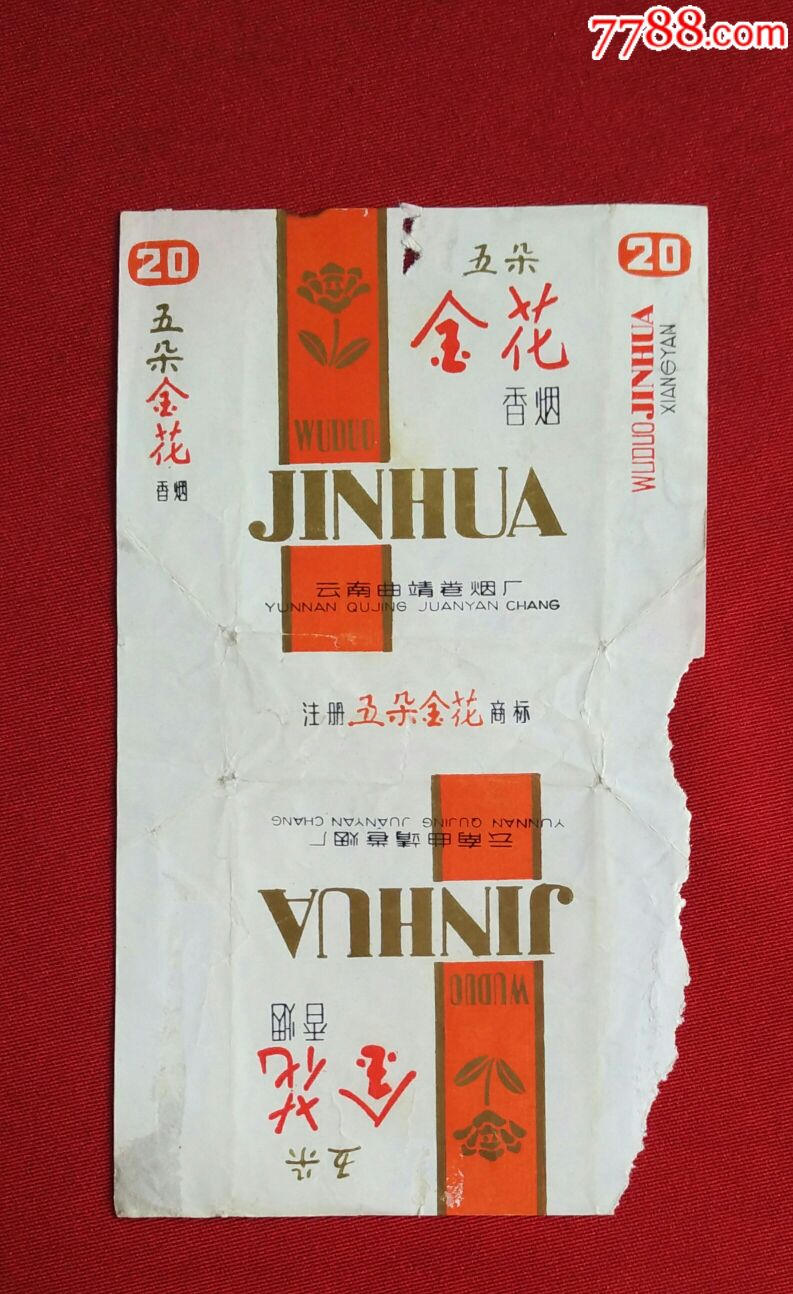 7788.com
20
五朵
金花
香烟
WUDUO
五朵
金花
香烟
JINHUA
云南曲靖卷烟厂
YUNNAN QUJING JUANYAN CHANG
20
WUDUO JINHUA
XIANGYAN
注册 五朵金花 商标
YUNNAN QUJING JUANYAN CHANG
云南曲靖卷烟厂
JINHUA
WUDUO
香烟
金花
五朵